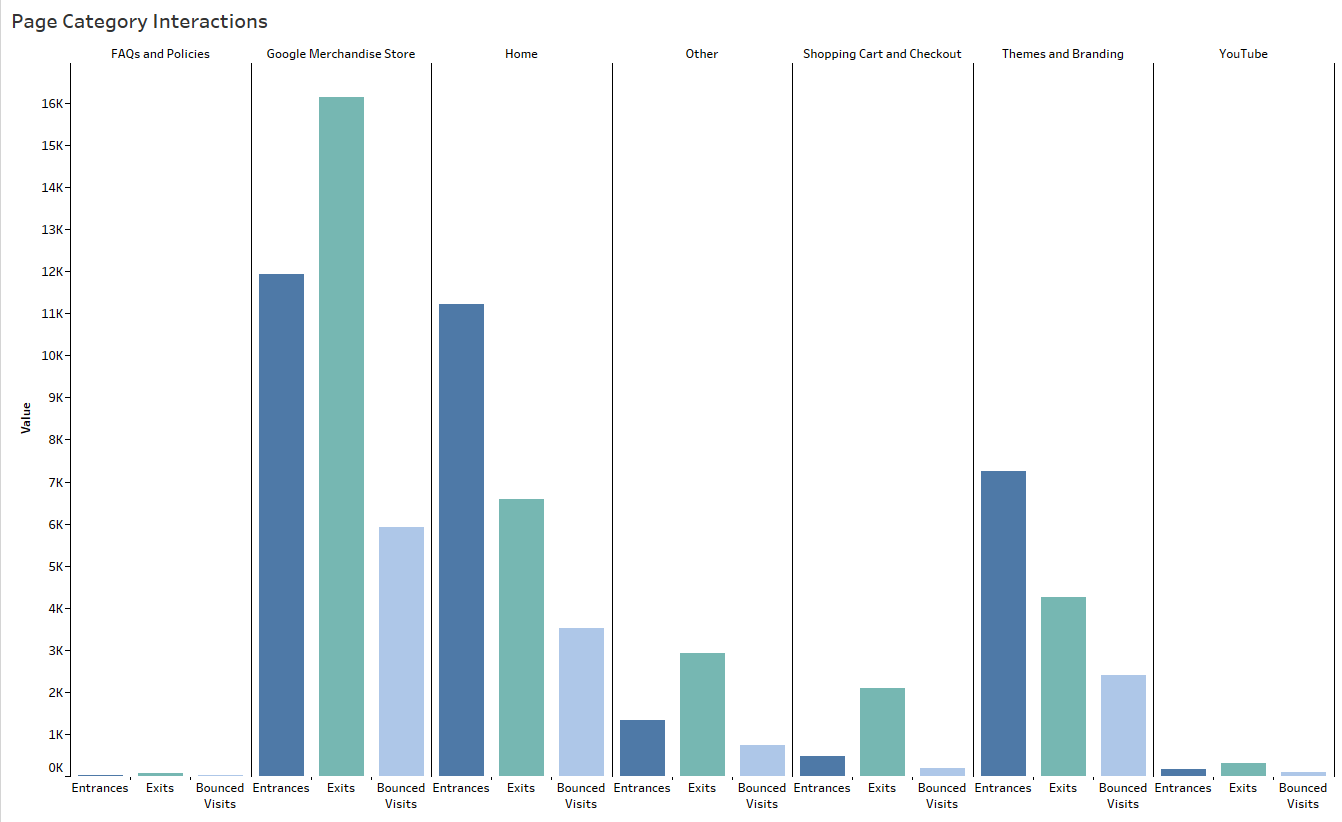 Page Category Interactions
FAQs and Policies Google Merchandise Store Home Other Shopping Cart and Checkout Themes and Branding YouTube
16K
15K
14K
13K
12K
11K
10K
9K
Value
8K
7K
6K
5K
4K
3K
2K
1K
0K
Entrances Exits Bounced Visits Entrances Exits Bounced Visits Entrances Exits Bounced Visits Entrances Exits Bounced Visits Entrances Exits Bounced Visits Entrances Exits Bounced Visits Entrances Exits Bounced Visits